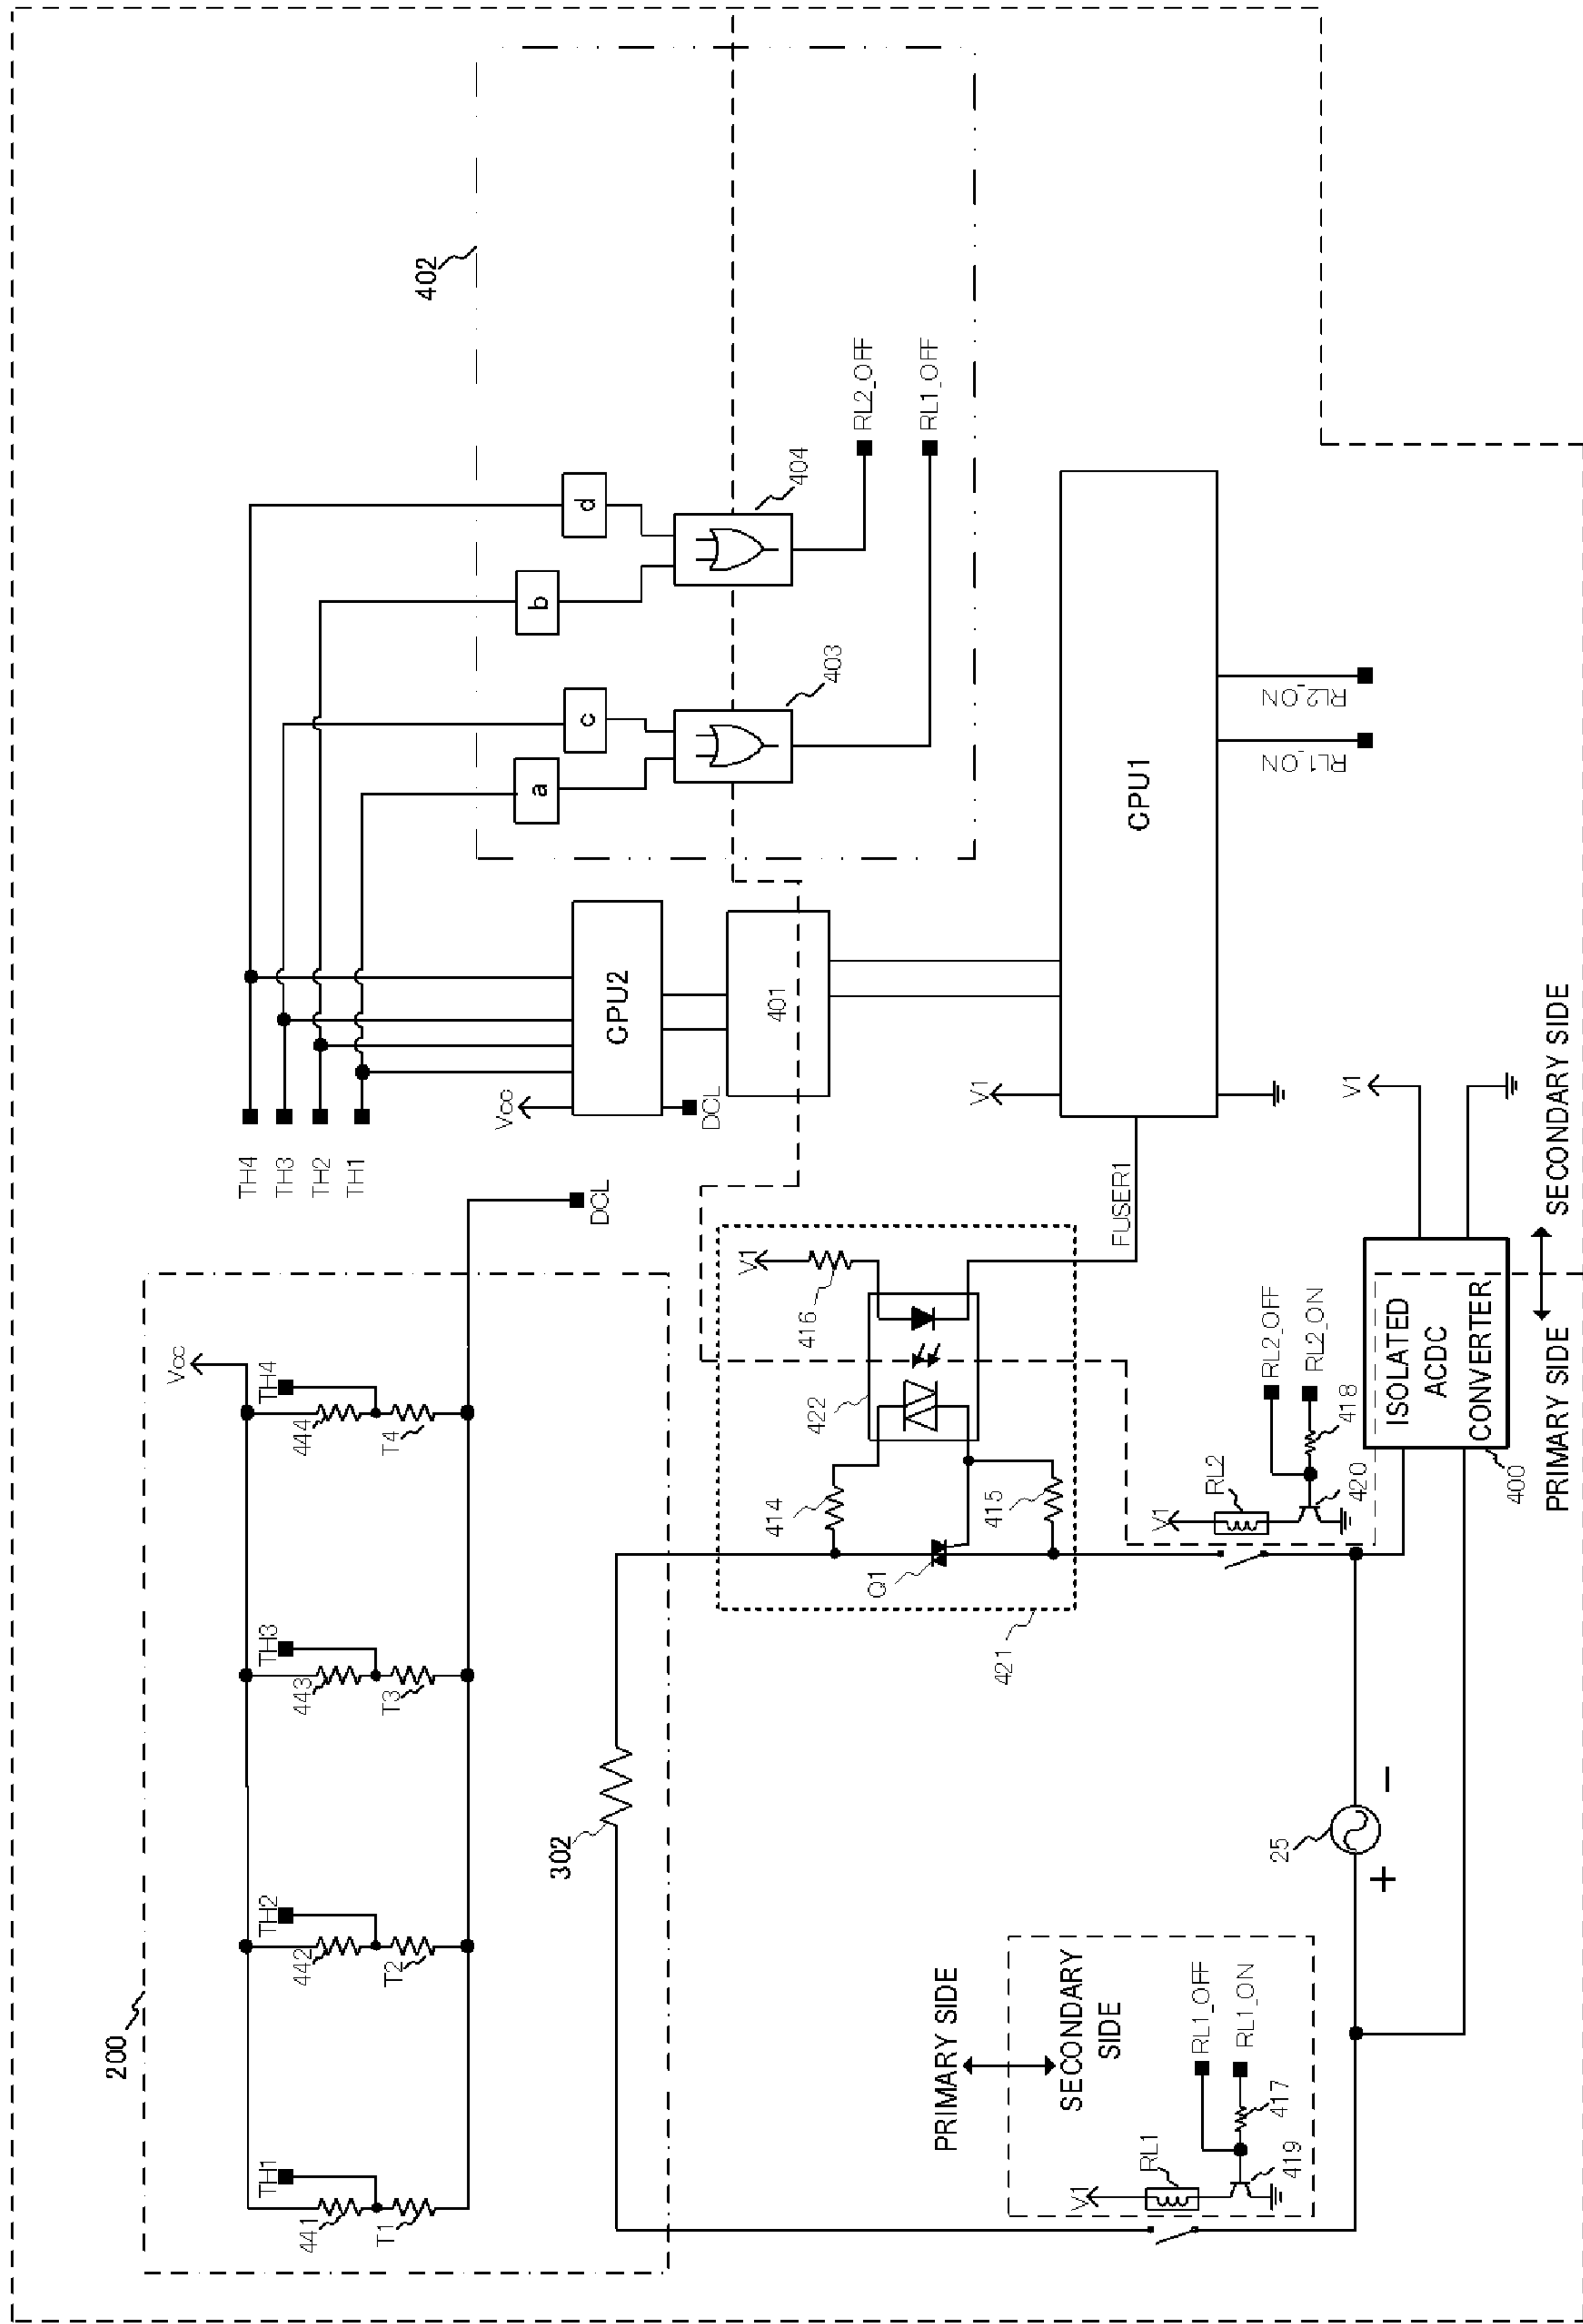 200
Vcc
TH1
TH2
TH3
TH4
441
442
443
444
T1
T2
T3
T4
DCL
302
TH4
TH3
TH2
TH1
Vcc
CPU2
DCL
401
402
a
c
b
d
403
404
RL2_OFF
RL1_OFF
V1
416
422
414
415
Q1
421
FUSER1
V1
CPU1
RL1_ON
RL2_ON
PRIMARY SIDE
SECONDARY
SIDE
V1
RL1
RL1_OFF
RL1_ON
417
419
25
+
−
V1
RL2
RL2_OFF
RL2_ON
418
420
ISOLATED
ACDC
CONVERTER
400
V1
PRIMARY SIDE
SECONDARY SIDE